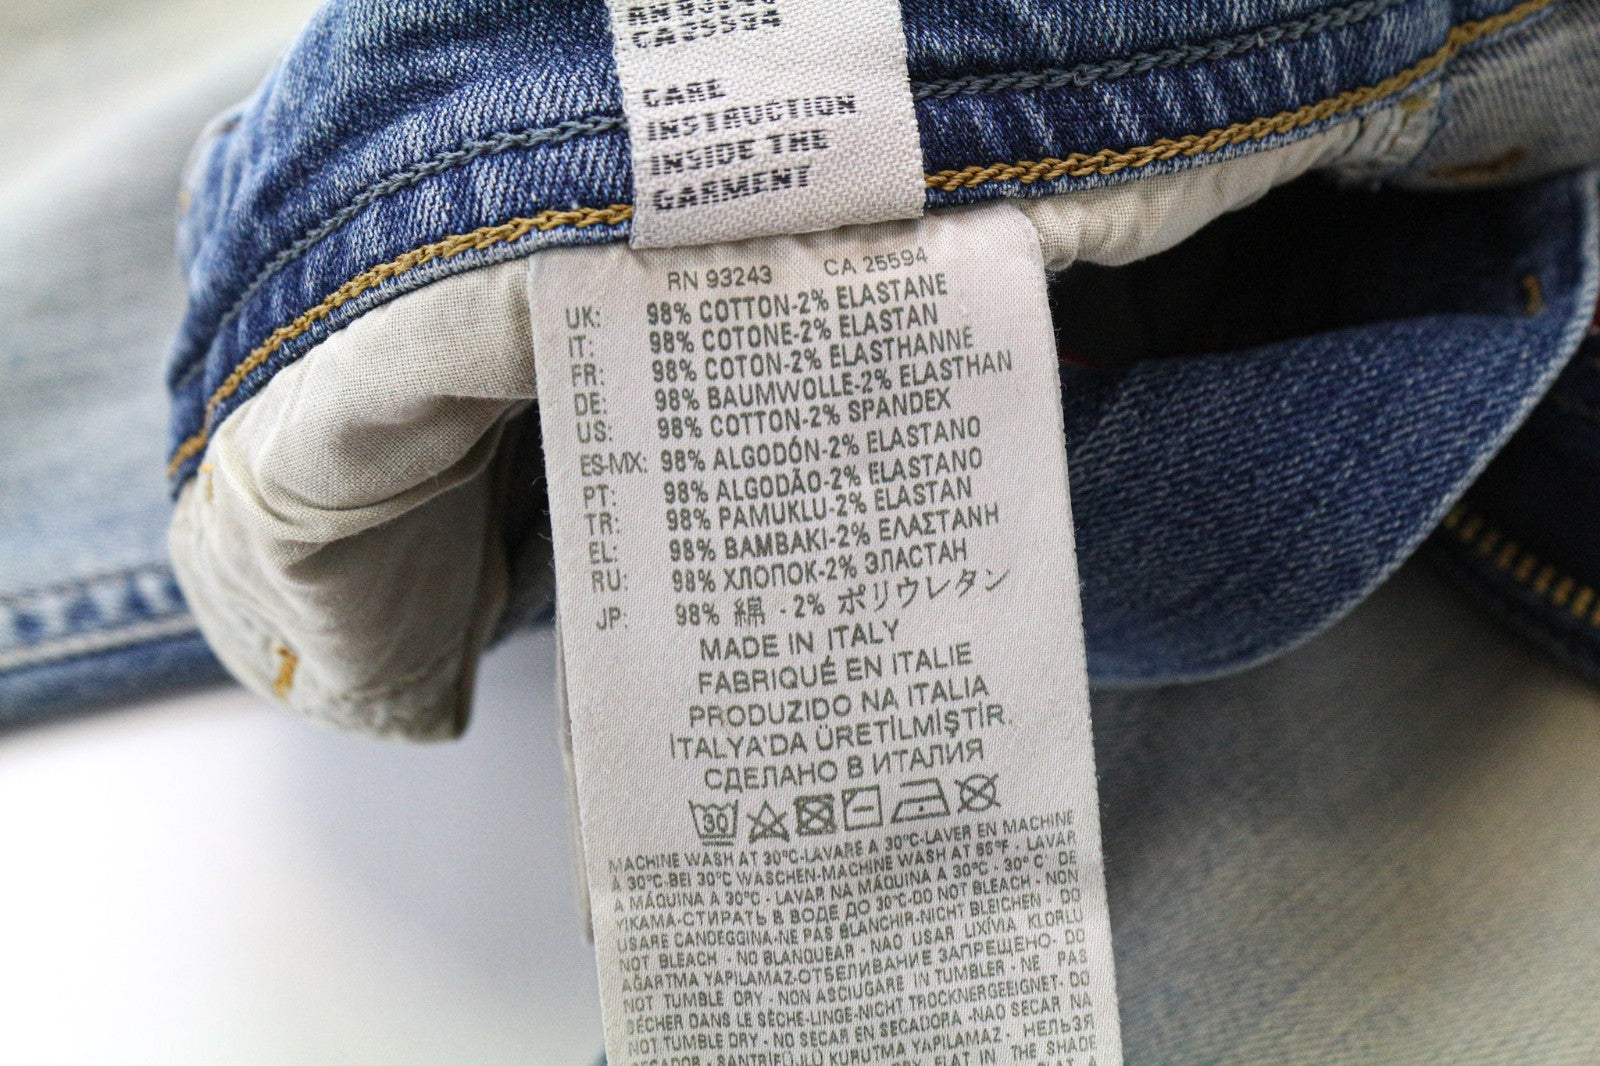 CA25594
CARE
INSTRUCTION
INSIDE THE
GARMENT
RN 93243 CA 25594
UK: 98% COTTON-2% ELASTANE
IT: 98% COTONE-2% ELASTAN
FR: 98% COTON-2% ELASTHANNE
DE: 98% BAUMWOLLE-2% ELASTHAN
US: 98% COTTON-2% SPANDEX
ES-MX: 98% ALGODÓN-2% ELASTANO
PT: 98% ALGODÃO-2% ELASTANO
TR: 98% PAMUKLU-2% ELASTAN
EL: 98% ΒΑΜΒΑΚΙ-2% ΕΛΑΣΤΑΝΗ
RU: 98% ХЛОПОК-2% ЭЛАСТАН
JP: 98% 綿 - 2% ポリウレタン
MADE IN ITALY
FABRIQUÉ EN ITALIE
PRODUZIDO NA ITALIA
İTALYA'DA ÜRETİLMİŞTİR.
СДЕЛАНО В ИТАЛИЯ
30
MACHINE WASH AT 30°C-LAVARE A 30°C-LAVER EN MACHINE
À 30°C-BEI 30°C WASCHEN-MACHINE WASH AT 86°F - LAVAR
A MÁQUINA A 30°C - LAVAR NA MÁQUINA A 30°C - 30° C' DE
YIKAMA-СТИРАТЬ В ВОДЕ ДО 30°C-DO NOT BLEACH - NON
USARE CANDEGGINA-NE PAS BLANCHIR-NICHT BLEICHEN - DO
NOT BLEACH - NO BLANQUEAR - NAO USAR LIXÍVIA KLORLU
AGARTMA YAPILAMAZ-ОТБЕЛИВАНИЕ ЗАПРЕЩЕНО- DO
NOT TUMBLE DRY - NON ASCIUGARE IN TUMBLER - NE PAS
SÉCHER DANS LE SÈCHE-LINGE-NICHT TROCKNERGEEIGNET- DO
NOT TUMBLE DRY - NO SECAR EN SECADORA -NAO SECAR NA
SECADOR - SANTRİFÜJLÜ KURUTMA YAPILAMAZ - НЕЛЬЗЯ
FLAT IN THE SHADE